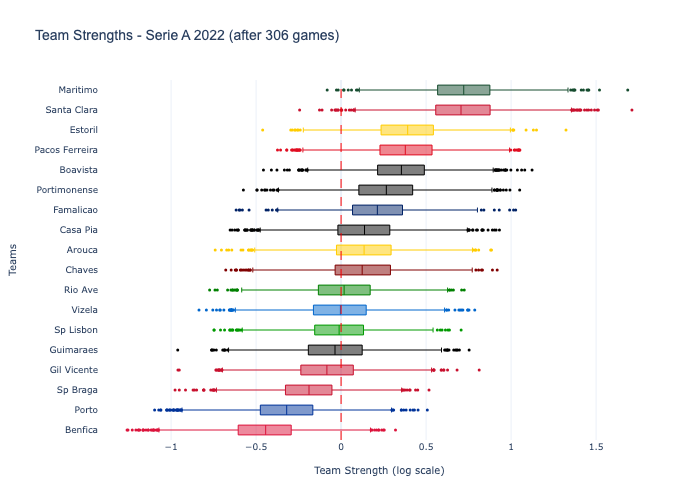 Team Strengths - Serie A 2022 (after 306 games)
Maritimo
Santa Clara
Estoril
Pacos Ferreira
Boavista
Portimonense
Famalicao
Casa Pia
Arouca
Chaves
Rio Ave
Vizela
Sp Lisbon
Guimaraes
Gil Vicente
Sp Braga
Porto
Benfica
Teams
−1 −0.5 0 0.5 1 1.5
Team Strength (log scale)